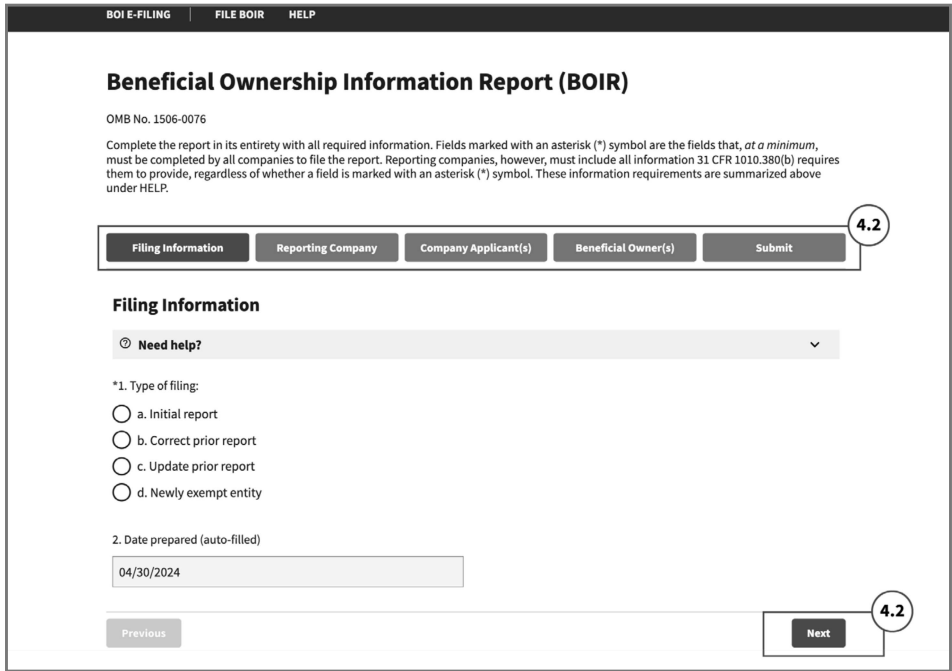 BOI E-FILING FILE BOIR HELP
Beneficial Ownership Information Report (BOIR)
OMB No. 1506-0076
Complete the report in its entirety with all required information. Fields marked with an asterisk (*) symbol are the fields that, at a minimum,
must be completed by all companies to file the report. Reporting companies, however, must include all information 31 CFR 1010.380(b) requires
them to provide, regardless of whether a field is marked with an asterisk (*) symbol. These information requirements are summarized above
under HELP.
4.2
Filing Information Reporting Company Company Applicant(s) Beneficial Owner(s) Submit
Filing Information
Need help?
*1. Type of filing:
a. Initial report
b. Correct prior report
c. Update prior report
d. Newly exempt entity
2. Date prepared (auto-filled)
04/30/2024
4.2
Previous Next